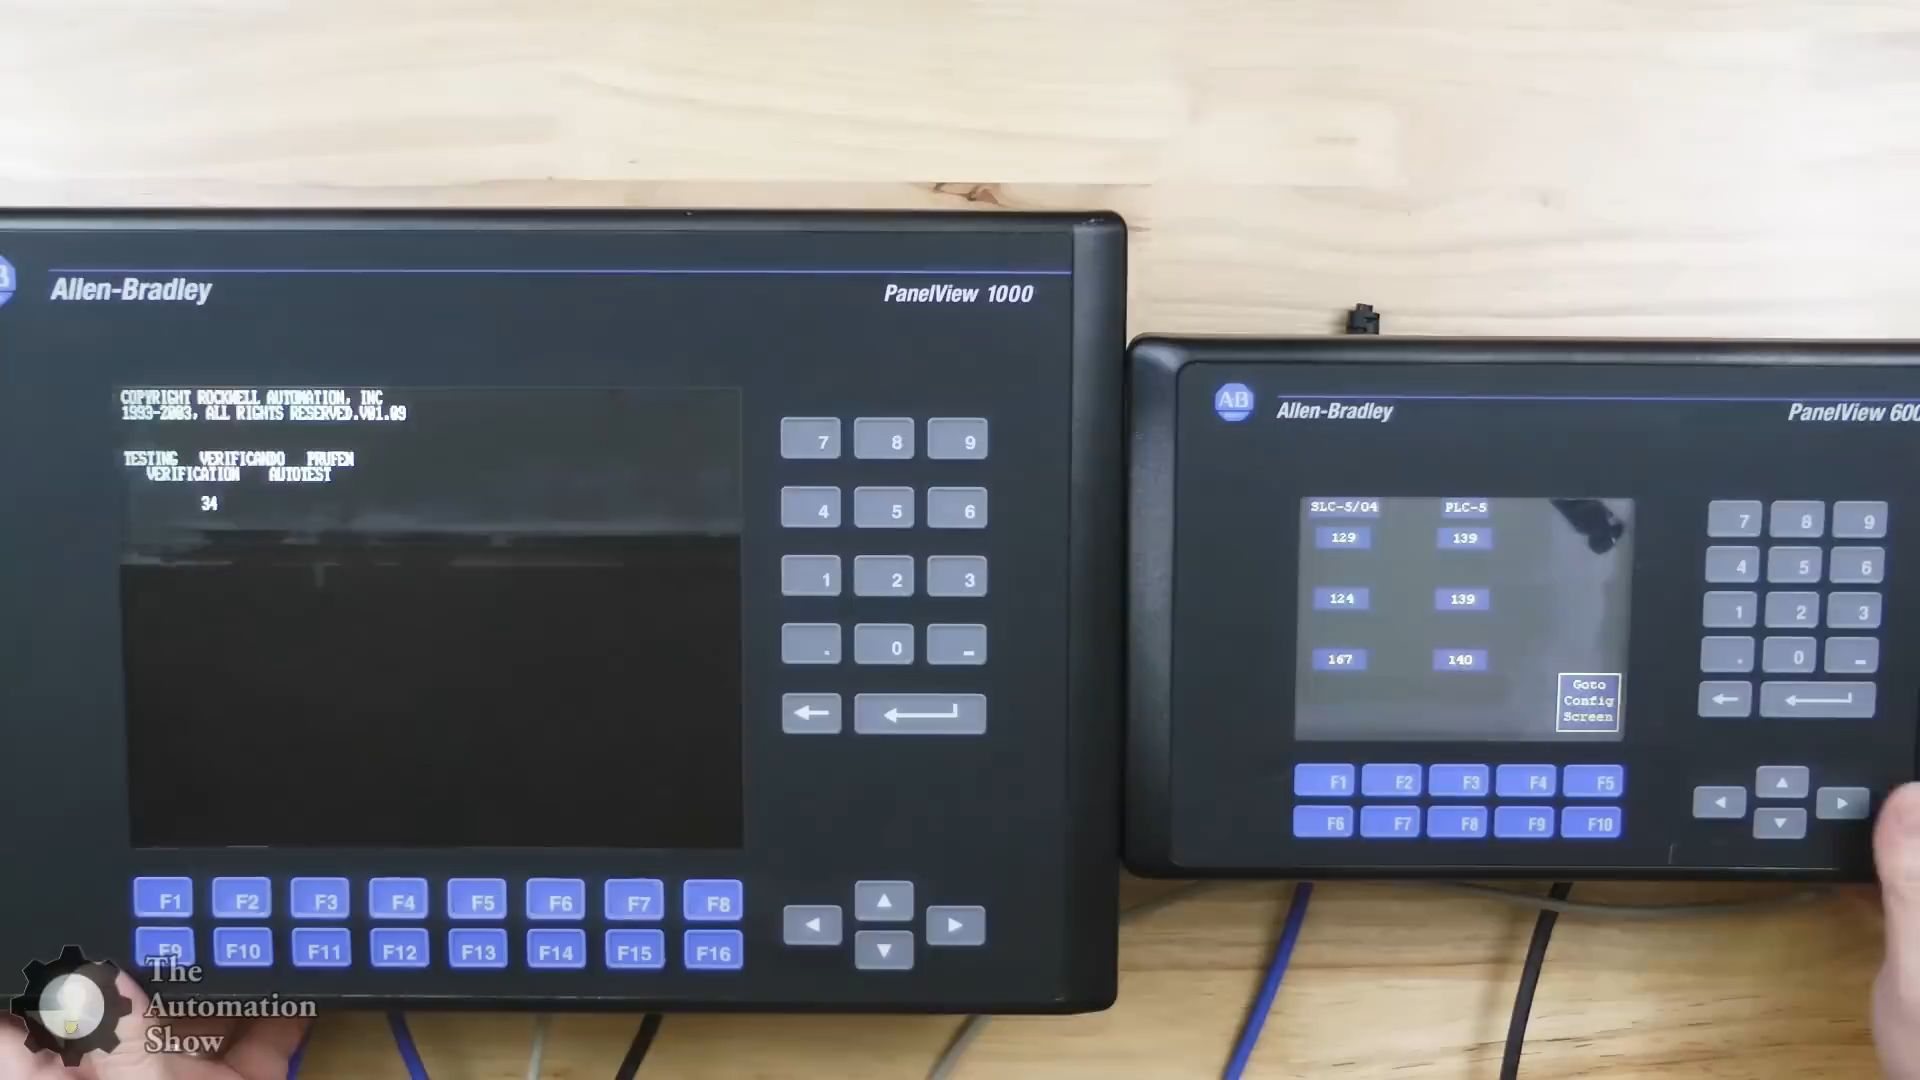 Allen-Bradley
PanelView 1000
COPYRIGHT ROCKWELL AUTOMATION, INC
1993-2003, ALL RIGHTS RESERVED.V01.09
TESTING VERIFICANDO PRUFEN
VERIFICATION AUTOTEST
34
7 8 9
4 5 6
1 2 3
. 0 -
F1 F2 F3 F4 F5 F6 F7 F8
F9 F10 F11 F12 F13 F14 F15 F16
AB
Allen-Bradley
PanelView 600
SLC-5/04 PLC-5
129 139
124 139
167 140
Goto
Config
Screen
7 8 9
4 5 6
1 2 3
. 0 -
F1 F2 F3 F4 F5
F6 F7 F8 F9 F10
The
Automation
Show